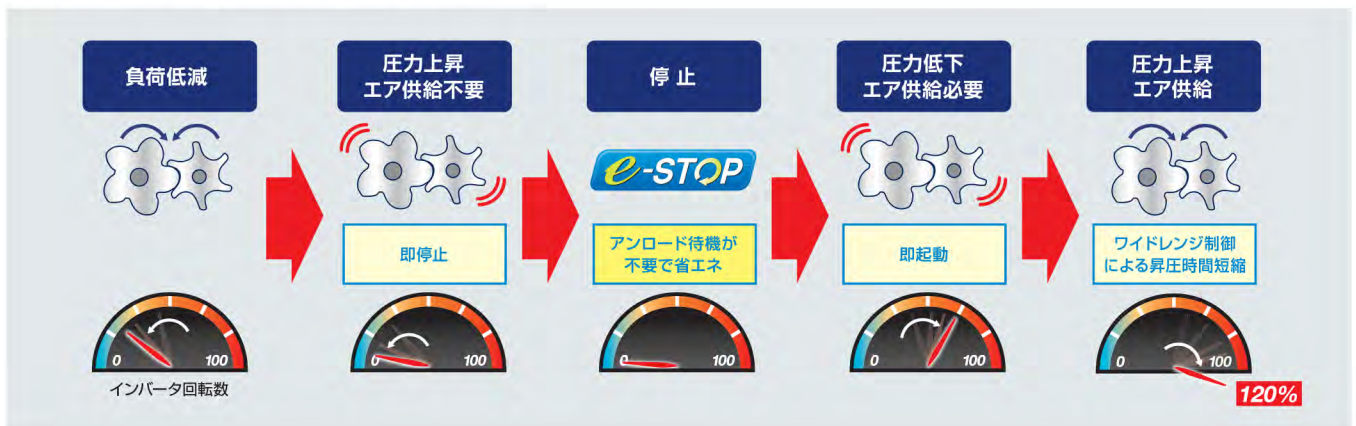 負荷低減
圧力上昇
エア供給不要
停止
圧力低下
エア供給必要
圧力上昇
エア供給
e-STOP
即停止
アンロード待機が
不要で省エネ
即起動
ワイドレンジ制御
による昇圧時間短縮
0 100
0 100
0 100
0 100
0 100
インバータ回転数
120%